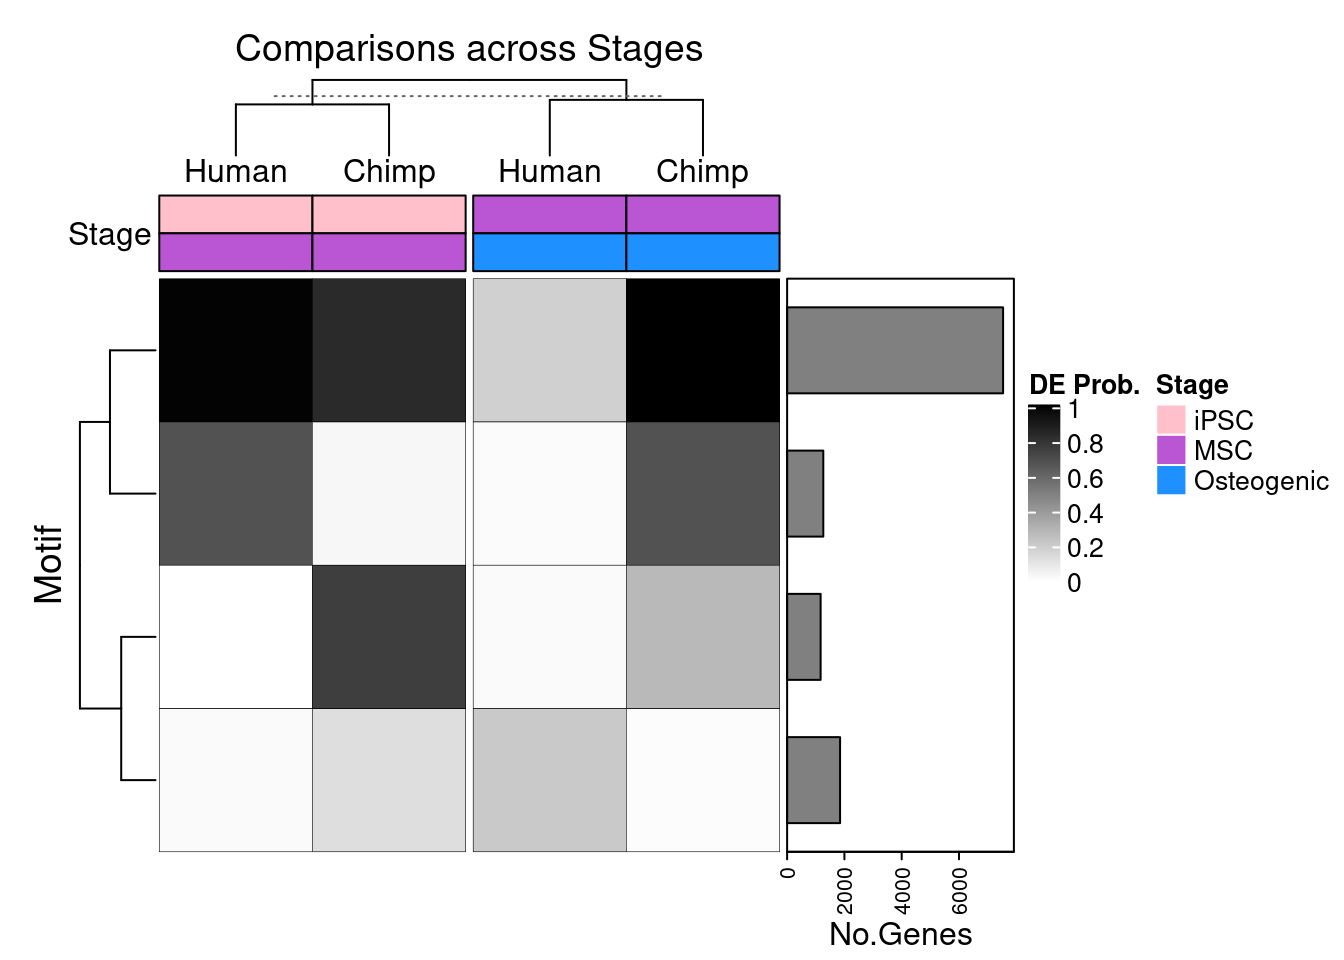 Comparisons across Stages
Human Chimp Human Chimp
Stage
Motif
DE Prob.
1
0.8
0.6
0.4
0.2
0
Stage
iPSC
MSC
Osteogenic
0 2000 4000 6000
No.Genes